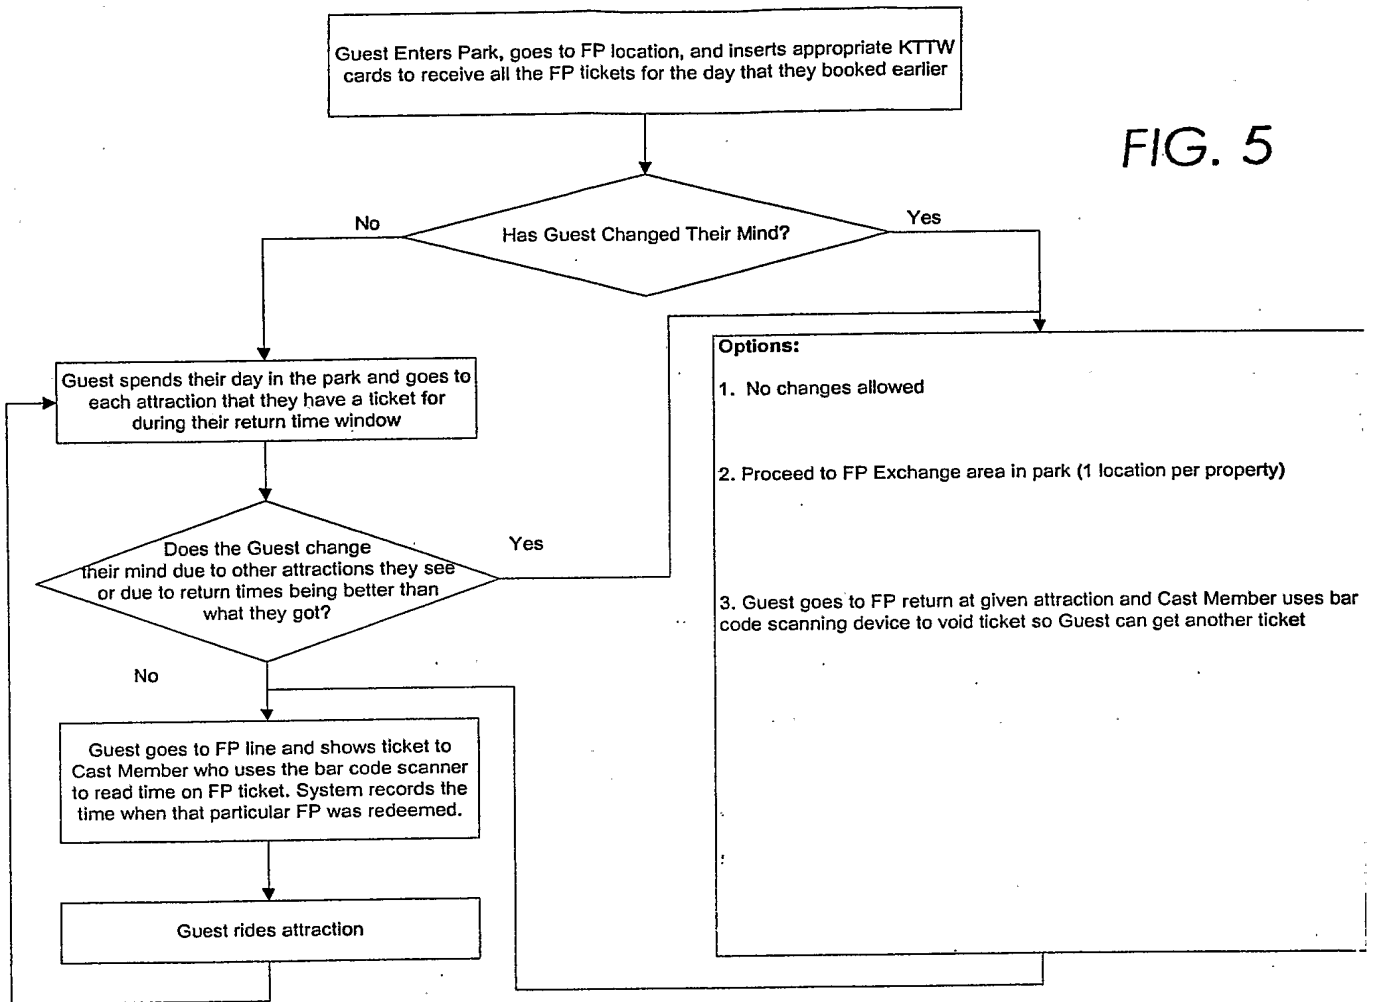 Guest Enters Park, goes to FP location, and inserts appropriate KTTW
cards to receive all the FP tickets for the day that they booked earlier
FIG. 5
No
Has Guest Changed Their Mind?
Yes
Options:
1. No changes allowed
2. Proceed to FP Exchange area in park (1 location per property)
3. Guest goes to FP return at given attraction and Cast Member uses bar
code scanning device to void ticket so Guest can get another ticket
Guest spends their day in the park and goes to
each attraction that they have a ticket for
during their return time window
Does the Guest change
their mind due to other attractions they see
or due to return times being better than
what they got?
Yes
No
Guest goes to FP line and shows ticket to
Cast Member who uses the bar code scanner
to read time on FP ticket. System records the
time when that particular FP was redeemed.
Guest rides attraction